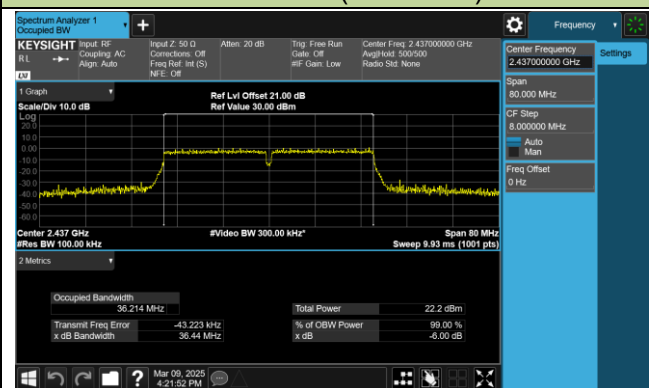 Spectrum Analyzer 1
Occupied BW
Frequency
KEYSIGHT
Input: RF
Coupling: AC
Align: Auto
Input Z: 50 Ω
Corrections: Off
Freq Ref: Int (S)
NFE: Off
Atten: 20 dB
Trig: Free Run
Gate: Off
#IF Gain: Low
Center Freq: 2.437000000 GHz
Avg|Hold: 500/500
Radio Std: None
RL
LXI
Center Frequency
2.437000000 GHz
Settings
Span
80.000 MHz
CF Step
8.000000 MHz
Auto
Man
Freq Offset
0 Hz
1 Graph
Scale/Div 10.0 dB
Ref Lvl Offset 21.00 dB
Ref Value 30.00 dBm
Log
20.0
10.0
0.00
-10.0
-20.0
-30.0
-40.0
-50.0
-60.0
Center 2.437 GHz
#Res BW 100.00 kHz
#Video BW 300.00 kHz*
Span 80 MHz
Sweep 9.93 ms (1001 pts)
2 Metrics
Occupied Bandwidth
36.214 MHz
Total Power 22.2 dBm
Transmit Freq Error -43.223 kHz
% of OBW Power 99.00 %
x dB Bandwidth 36.44 MHz
x dB -6.00 dB
Mar 09, 2025
4:21:52 PM